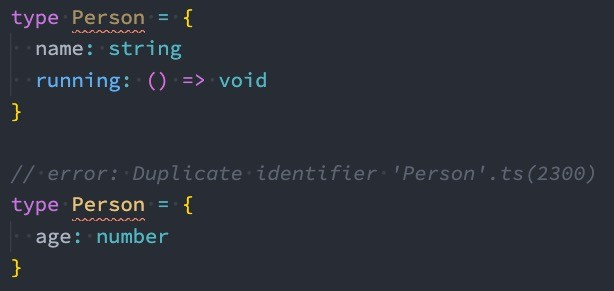 type Person = {
  name: string
  running: () => void
}
// error: Duplicate identifier 'Person'.ts(2300)
type Person = {
  age: number
}